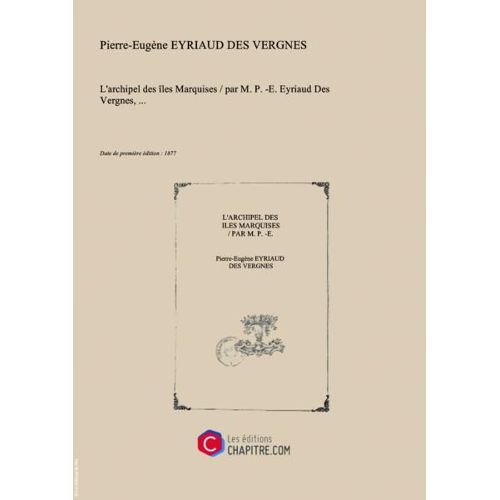 Pierre-Eugène EYRIAUD DES VERGNES
L'archipel des îles Marquises / par M. P. -E. Eyriaud Des
Vergnes, ...
Date de première édition : 1877
L'ARCHIPEL DES
ILES MARQUISES
/ PAR M. P. -E.
Pierre-Eugène EYRIAUD
DES VERGNES
Les éditions
CHAPITRE.COM